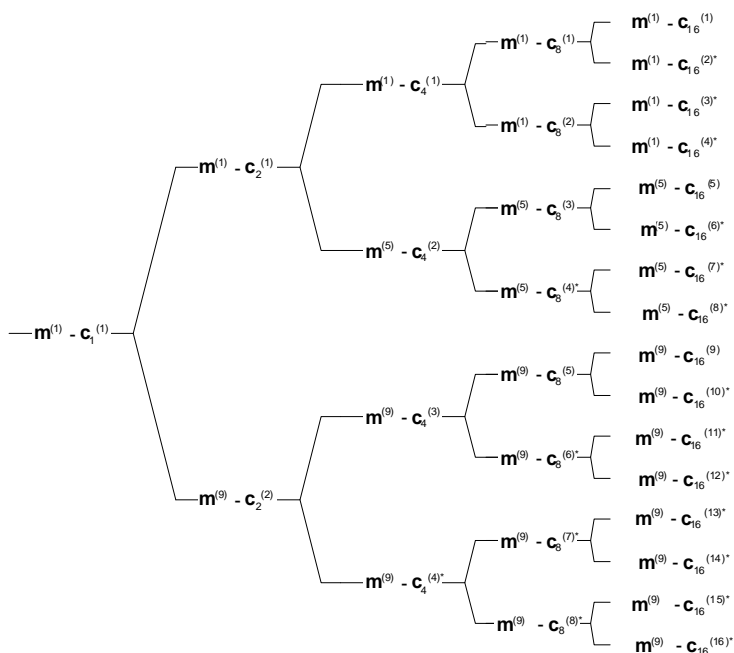 m(1) - c1(1)
m(1) - c2(1)
m(9) - c2(2)
m(1) - c4(1)
m(5) - c4(2)
m(9) - c4(3)
m(9) - c4(4)*
m(1) - c8(1)
m(1) - c8(2)
m(5) - c8(3)
m(5) - c8(4)*
m(9) - c8(5)
m(9) - c8(6)*
m(9) - c8(7)*
m(9) - c8(8)*
m(1) - c16(1)
m(1) - c16(2)*
m(1) - c16(3)*
m(1) - c16(4)*
m(5) - c16(5)
m(5) - c16(6)*
m(5) - c16(7)*
m(5) - c16(8)*
m(9) - c16(9)
m(9) - c16(10)*
m(9) - c16(11)*
m(9) - c16(12)*
m(9) - c16(13)*
m(9) - c16(14)*
m(9) - c16(15)*
m(9) - c16(16)*